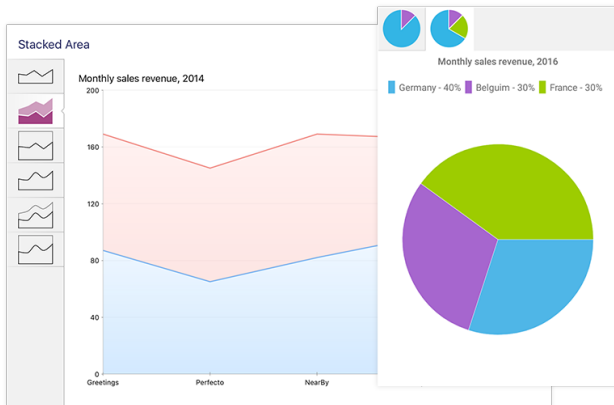 Stacked Area
Monthly sales revenue, 2014
200
160
120
80
40
0
Greetings
Perfecto
NearBy
Monthly sales revenue, 2016
Germany - 40%
Belguim - 30%
France - 30%